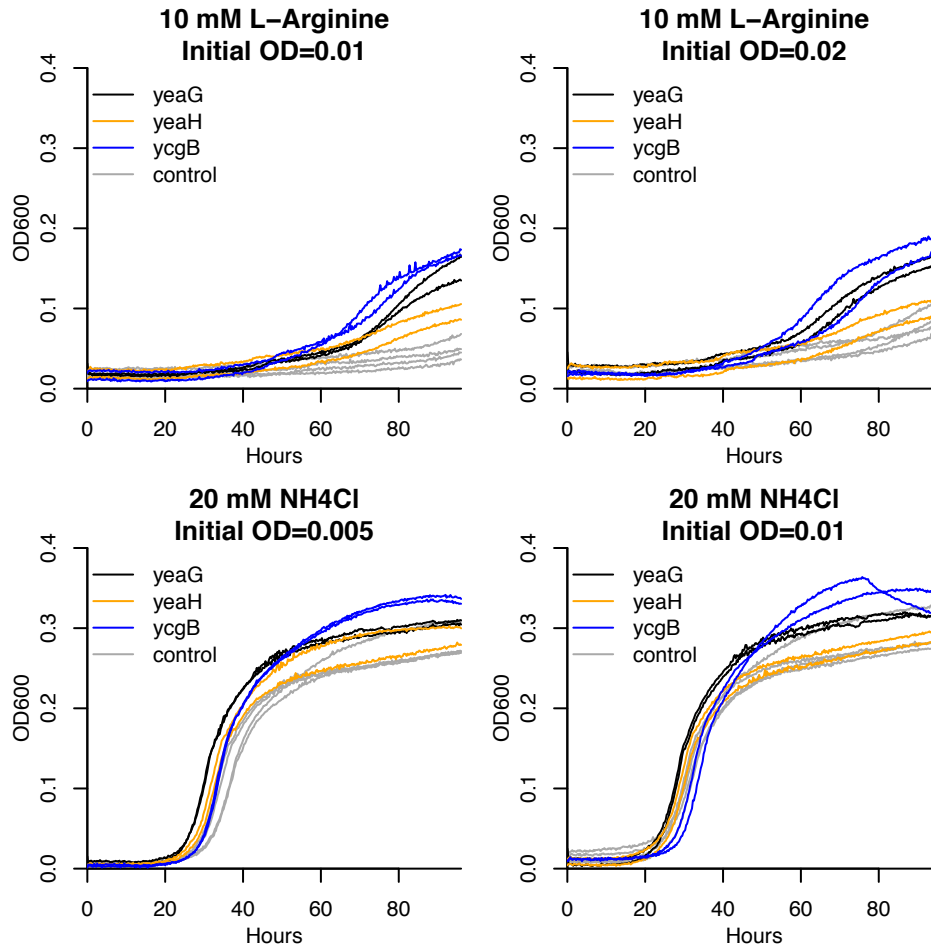 10 mM L−Arginine
Initial OD=0.01
0.4
0.3
0.2
0.1
0.0
OD600
yeaG
yeaH
ycgB
control
0
20
40
60
80
Hours
10 mM L−Arginine
Initial OD=0.02
0.4
0.3
0.2
0.1
0.0
OD600
yeaG
yeaH
ycgB
control
0
20
40
60
80
Hours
20 mM NH4Cl
Initial OD=0.005
0.4
0.3
0.2
0.1
0.0
OD600
yeaG
yeaH
ycgB
control
0
20
40
60
80
Hours
20 mM NH4Cl
Initial OD=0.01
0.4
0.3
0.2
0.1
0.0
OD600
yeaG
yeaH
ycgB
control
0
20
40
60
80
Hours